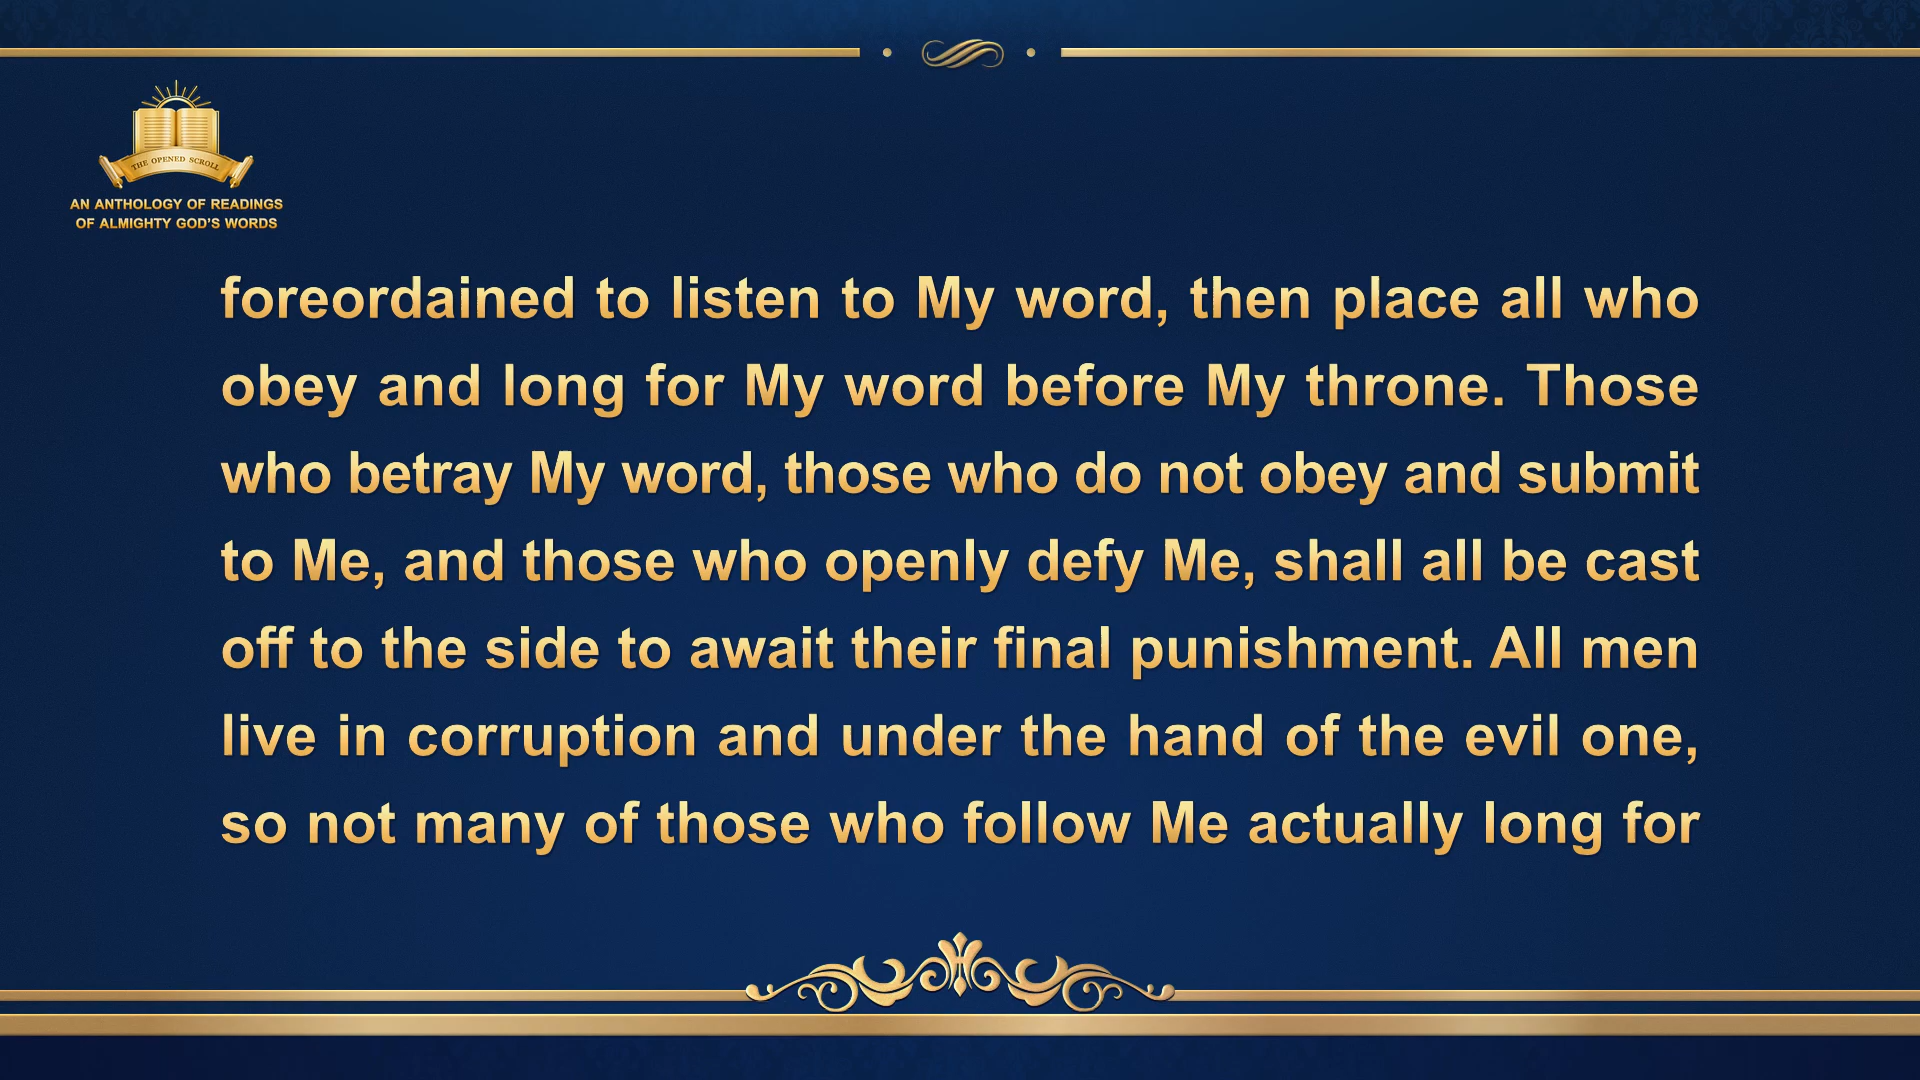 THE OPENED SCROLL
AN ANTHOLOGY OF READINGS
OF ALMIGHTY GOD'S WORDS
foreordained to listen to My word, then place all who
obey and long for My word before My throne. Those
who betray My word, those who do not obey and submit
to Me, and those who openly defy Me, shall all be cast
off to the side to await their final punishment. All men
live in corruption and under the hand of the evil one,
so not many of those who follow Me actually long for